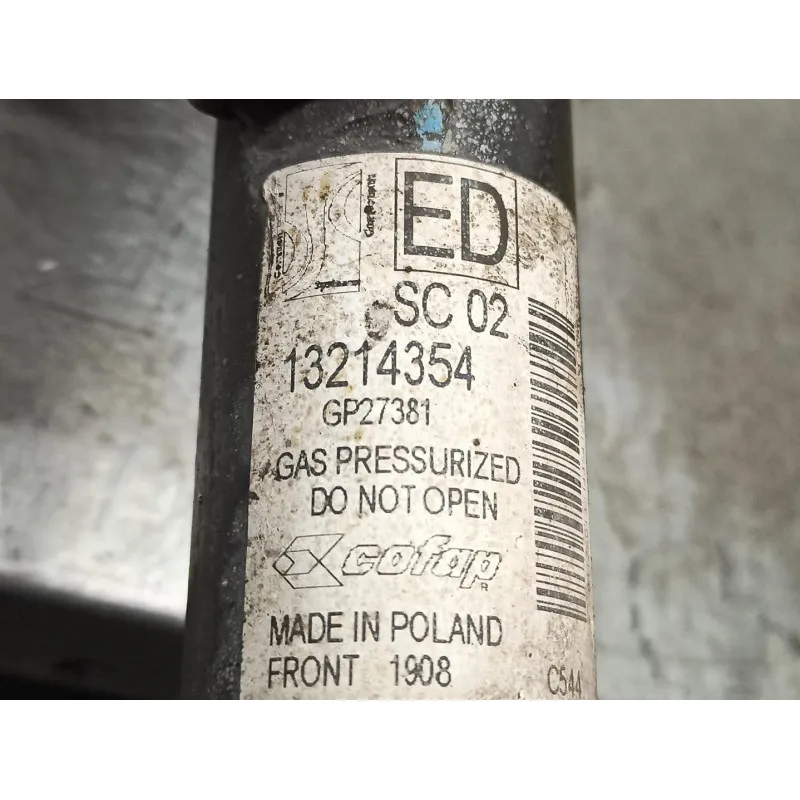 ED
SC 02
13214354
GP27381
GAS PRESSURIZED
DO NOT OPEN
cofap
R
MADE IN POLAND
FRONT 1908
C544